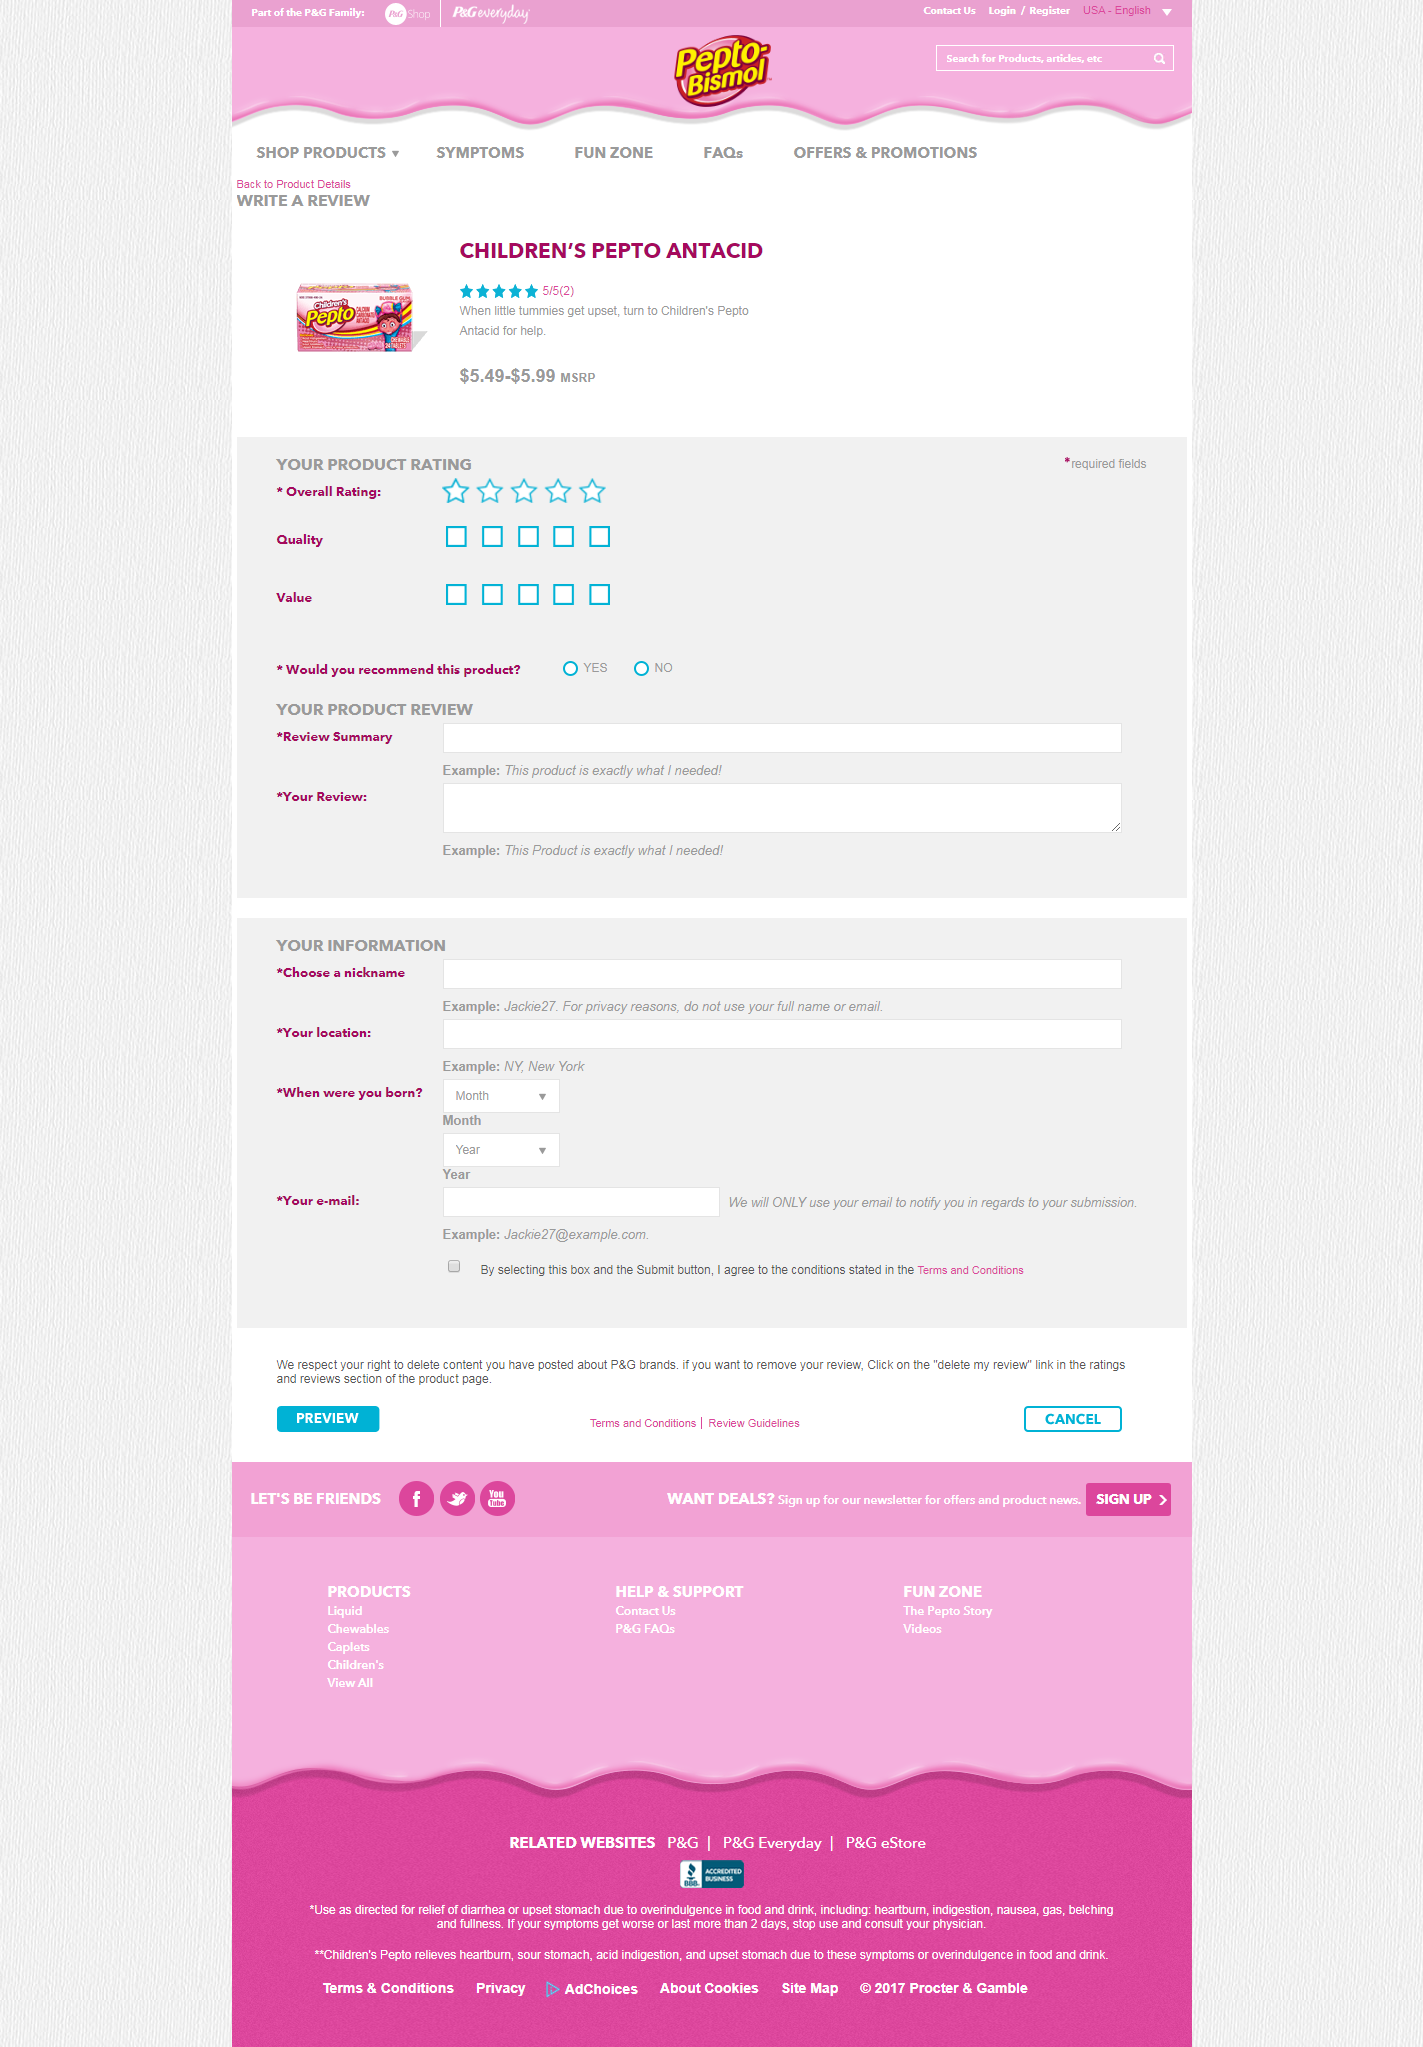 Part of the P&G Family:
P&G Shop
P&G everyday
Contact Us
Login / Register
USA - English
Pepto-
Bismol
Search for Products, articles, etc
SHOP PRODUCTS ▾
SYMPTOMS
FUN ZONE
FAQs
OFFERS & PROMOTIONS
Back to Product Details
WRITE A REVIEW
CHILDREN'S PEPTO ANTACID
Children's
Pepto
BUBBLE GUM
CALCIUM
CARBONATE/
ANTACID
5/5(2)
When little tummies get upset, turn to Children's Pepto
Antacid for help.
$5.49-$5.99 MSRP
YOUR PRODUCT RATING
*required fields
* Overall Rating:
Quality
Value
* Would you recommend this product?
YES
NO
YOUR PRODUCT REVIEW
*Review Summary
Example: This product is exactly what I needed!
*Your Review:
Example: This Product is exactly what I needed!
YOUR INFORMATION
*Choose a nickname
Example: Jackie27. For privacy reasons, do not use your full name or email.
*Your location:
Example: NY, New York
*When were you born?
Month
Month
Year
Year
*Your e-mail:
We will ONLY use your email to notify you in regards to your submission.
Example: Jackie27@example.com.
By selecting this box and the Submit button, I agree to the conditions stated in the Terms and Conditions
We respect your right to delete content you have posted about P&G brands. if you want to remove your review, Click on the "delete my review" link in the ratings
and reviews section of the product page.
PREVIEW
Terms and Conditions | Review Guidelines
CANCEL
LET'S BE FRIENDS
You
Tube
WANT DEALS? Sign up for our newsletter for offers and product news.
SIGN UP
PRODUCTS
Liquid
Chewables
Caplets
Children's
View All
HELP & SUPPORT
Contact Us
P&G FAQs
FUN ZONE
The Pepto Story
Videos
RELATED WEBSITES P&G | P&G Everyday | P&G eStore
BBB.
ACCREDITED
BUSINESS
*Use as directed for relief of diarrhea or upset stomach due to overindulgence in food and drink, including: heartburn, indigestion, nausea, gas, belching
and fullness. If your symptoms get worse or last more than 2 days, stop use and consult your physician.
**Children's Pepto relieves heartburn, sour stomach, acid indigestion, and upset stomach due to these symptoms or overindulgence in food and drink.
Terms & Conditions
Privacy
AdChoices
About Cookies
Site Map
© 2017 Procter & Gamble